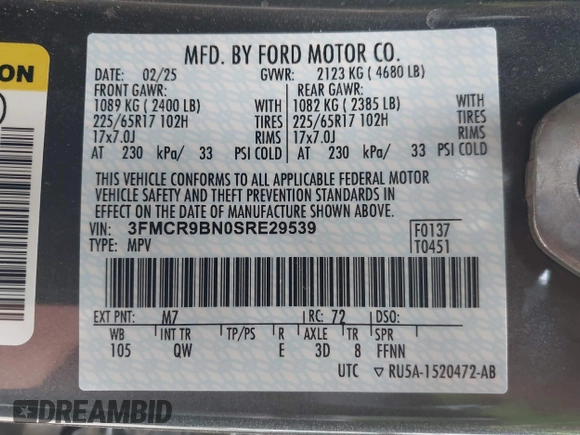 MFD. BY FORD MOTOR CO.
DATE: 02/25 GVWR: 2123 KG ( 4680 LB)
FRONT GAWR: REAR GAWR:
1089 KG ( 2400 LB) WITH 1082 KG ( 2385 LB) WITH
225/65R17 102H TIRES 225/65R17 102H TIRES
17x7.0J RIMS 17x7.0J RIMS
AT 230 kPa/ 33 PSI COLD AT 230 kPa/ 33 PSI COLD
THIS VEHICLE CONFORMS TO ALL APPLICABLE FEDERAL MOTOR
VEHICLE SAFETY AND THEFT PREVENTION STANDARDS IN
EFFECT ON THE DATE OF MANUFACTURE SHOWN ABOVE.
VIN: 3FMCR9BN0SRE29539 F0137
TYPE: MPV T0451
EXT PNT: M7 RC: 72 DSO:
WB INT TR TP/PS R AXLE TR SPR
105 QW E 3D 8 FFNN
UTC ▽ RU5A-1520472-AB
ON
DREAMBID